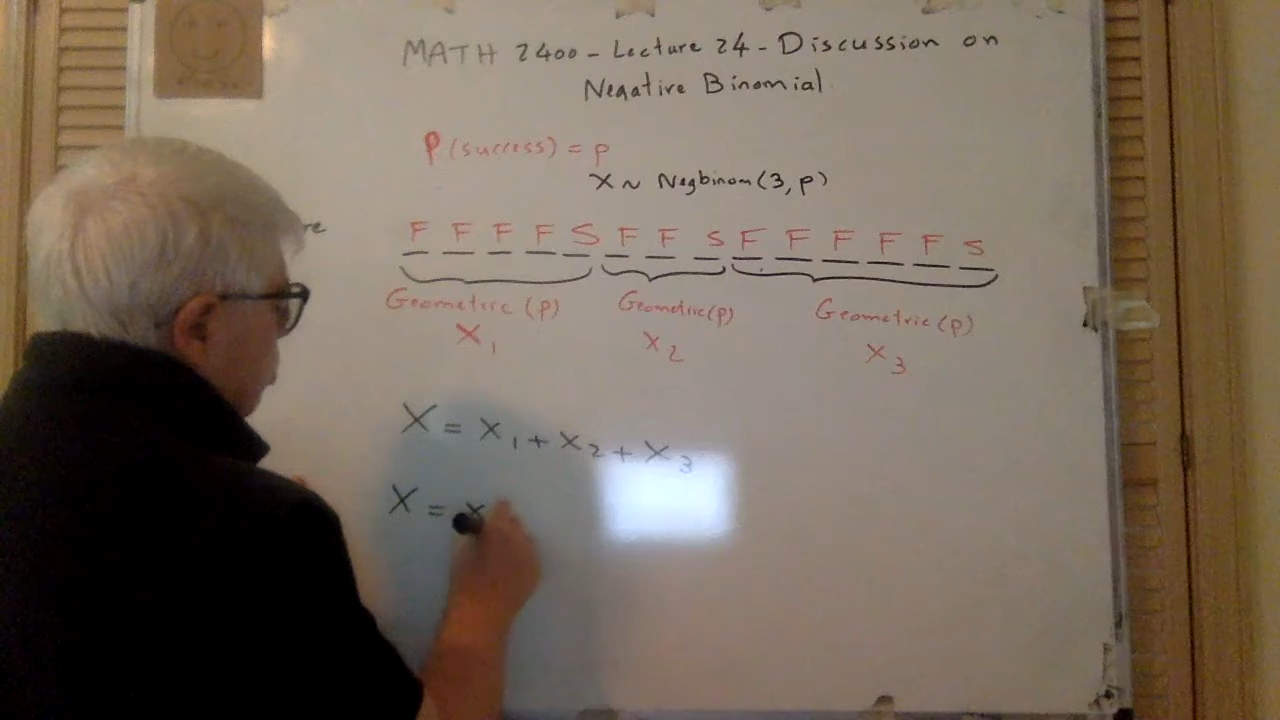 MATH 2400 - Lecture 24 - Discussion on
Negative Binomial
P(success) = p
X ~ Negbinom(3, p)
F F F F S F F S F F F F F S
Geometric (p) Geometric(p) Geometric(p)
X1 X2 X3
X = X1 + X2 + X3
X = X